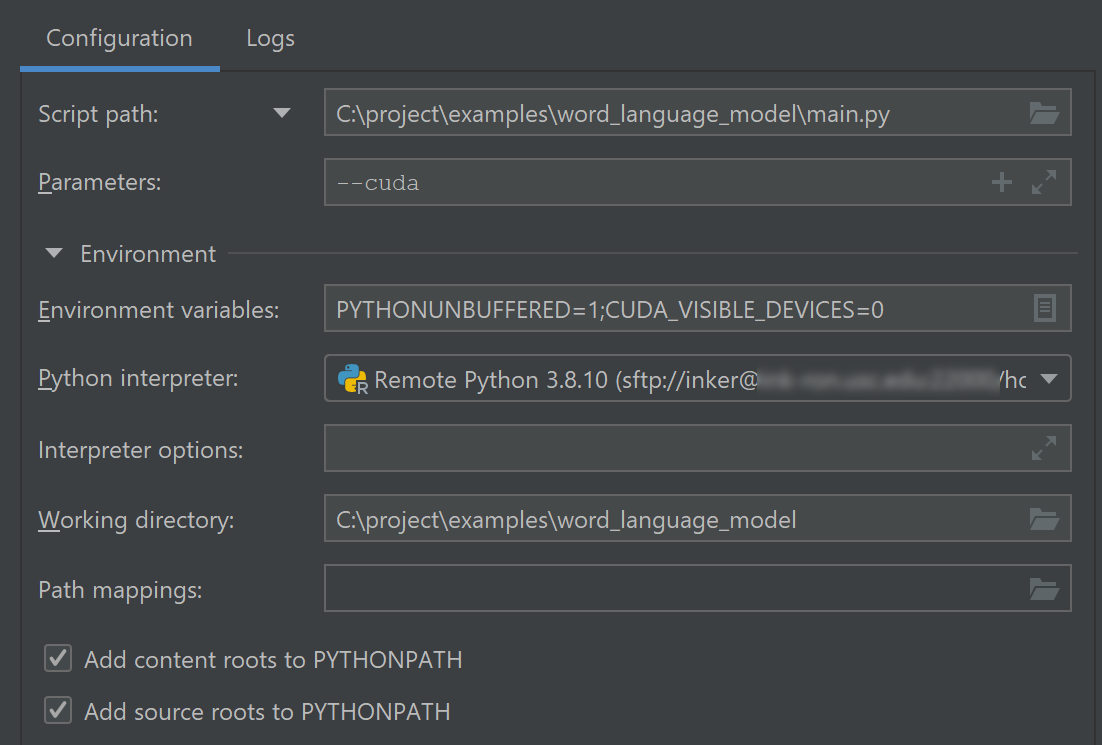 Configuration Logs
Script path: C:\project\examples\word_language_model\main.py
Parameters: --cuda
Environment
Environment variables: PYTHONUNBUFFERED=1;CUDA_VISIBLE_DEVICES=0
Python interpreter: Remote Python 3.8.10 (sftp://inker@ /hc
Interpreter options:
Working directory: C:\project\examples\word_language_model
Path mappings:
Add content roots to PYTHONPATH
Add source roots to PYTHONPATH